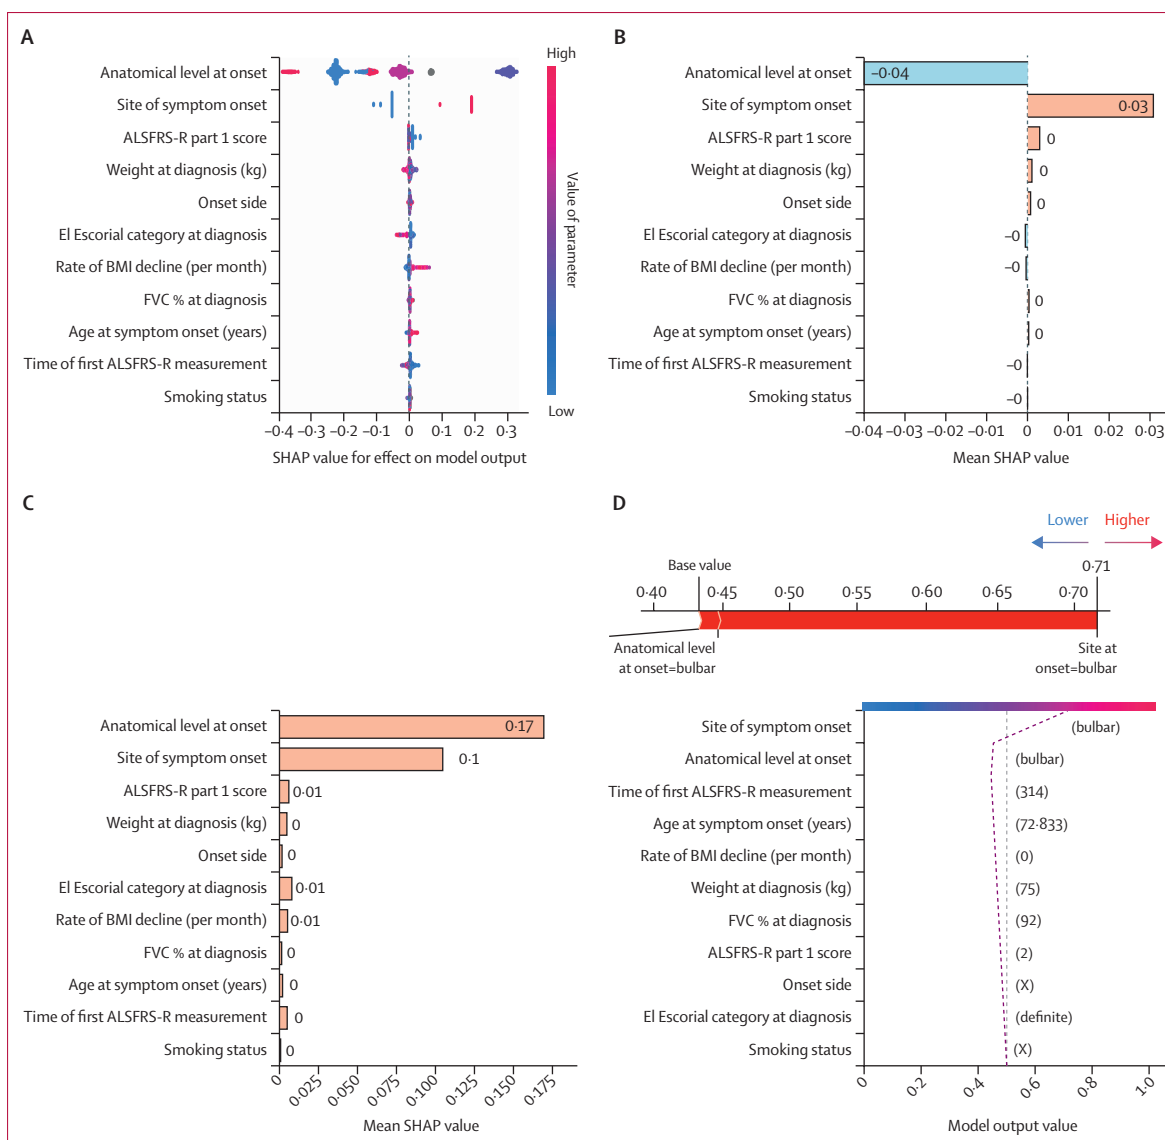 A
High
Anatomical level at onset
Site of symptom onset
ALSFRS-R part 1 score
Weight at diagnosis (kg)
Onset side
El Escorial category at diagnosis
Rate of BMI decline (per month)
FVC % at diagnosis
Age at symptom onset (years)
Time of first ALSFRS-R measurement
Smoking status
Value of parameter
Low
–0·4 –0·3 –0·2 –0·1 0 0·1 0·2 0·3
SHAP value for effect on model output
B
Anatomical level at onset –0·04
Site of symptom onset 0·03
ALSFRS-R part 1 score 0
Weight at diagnosis (kg) 0
Onset side 0
El Escorial category at diagnosis –0
Rate of BMI decline (per month) –0
FVC % at diagnosis 0
Age at symptom onset (years) 0
Time of first ALSFRS-R measurement –0
Smoking status –0
–0·04 –0·03 –0·02 –0·01 0 0·01 0·02 0·03
Mean SHAP value
C
Anatomical level at onset 0·17
Site of symptom onset 0·1
ALSFRS-R part 1 score 0·01
Weight at diagnosis (kg) 0
Onset side 0
El Escorial category at diagnosis 0·01
Rate of BMI decline (per month) 0·01
FVC % at diagnosis 0
Age at symptom onset (years) 0
Time of first ALSFRS-R measurement 0
Smoking status 0
0 0·025 0·050 0·075 0·100 0·125 0·150 0·175
Mean SHAP value
D
Lower Higher
Base value 0·71
0·40 0·45 0·50 0·55 0·60 0·65 0·70
Anatomical level
at onset=bulbar
Site at
onset=bulbar
Site of symptom onset (bulbar)
Anatomical level at onset (bulbar)
Time of first ALSFRS-R measurement (314)
Age at symptom onset (years) (72·833)
Rate of BMI decline (per month) (0)
Weight at diagnosis (kg) (75)
FVC % at diagnosis (92)
ALSFRS-R part 1 score (2)
Onset side (X)
El Escorial category at diagnosis (definite)
Smoking status (X)
0 0·2 0·4 0·6 0·8 1·0
Model output value